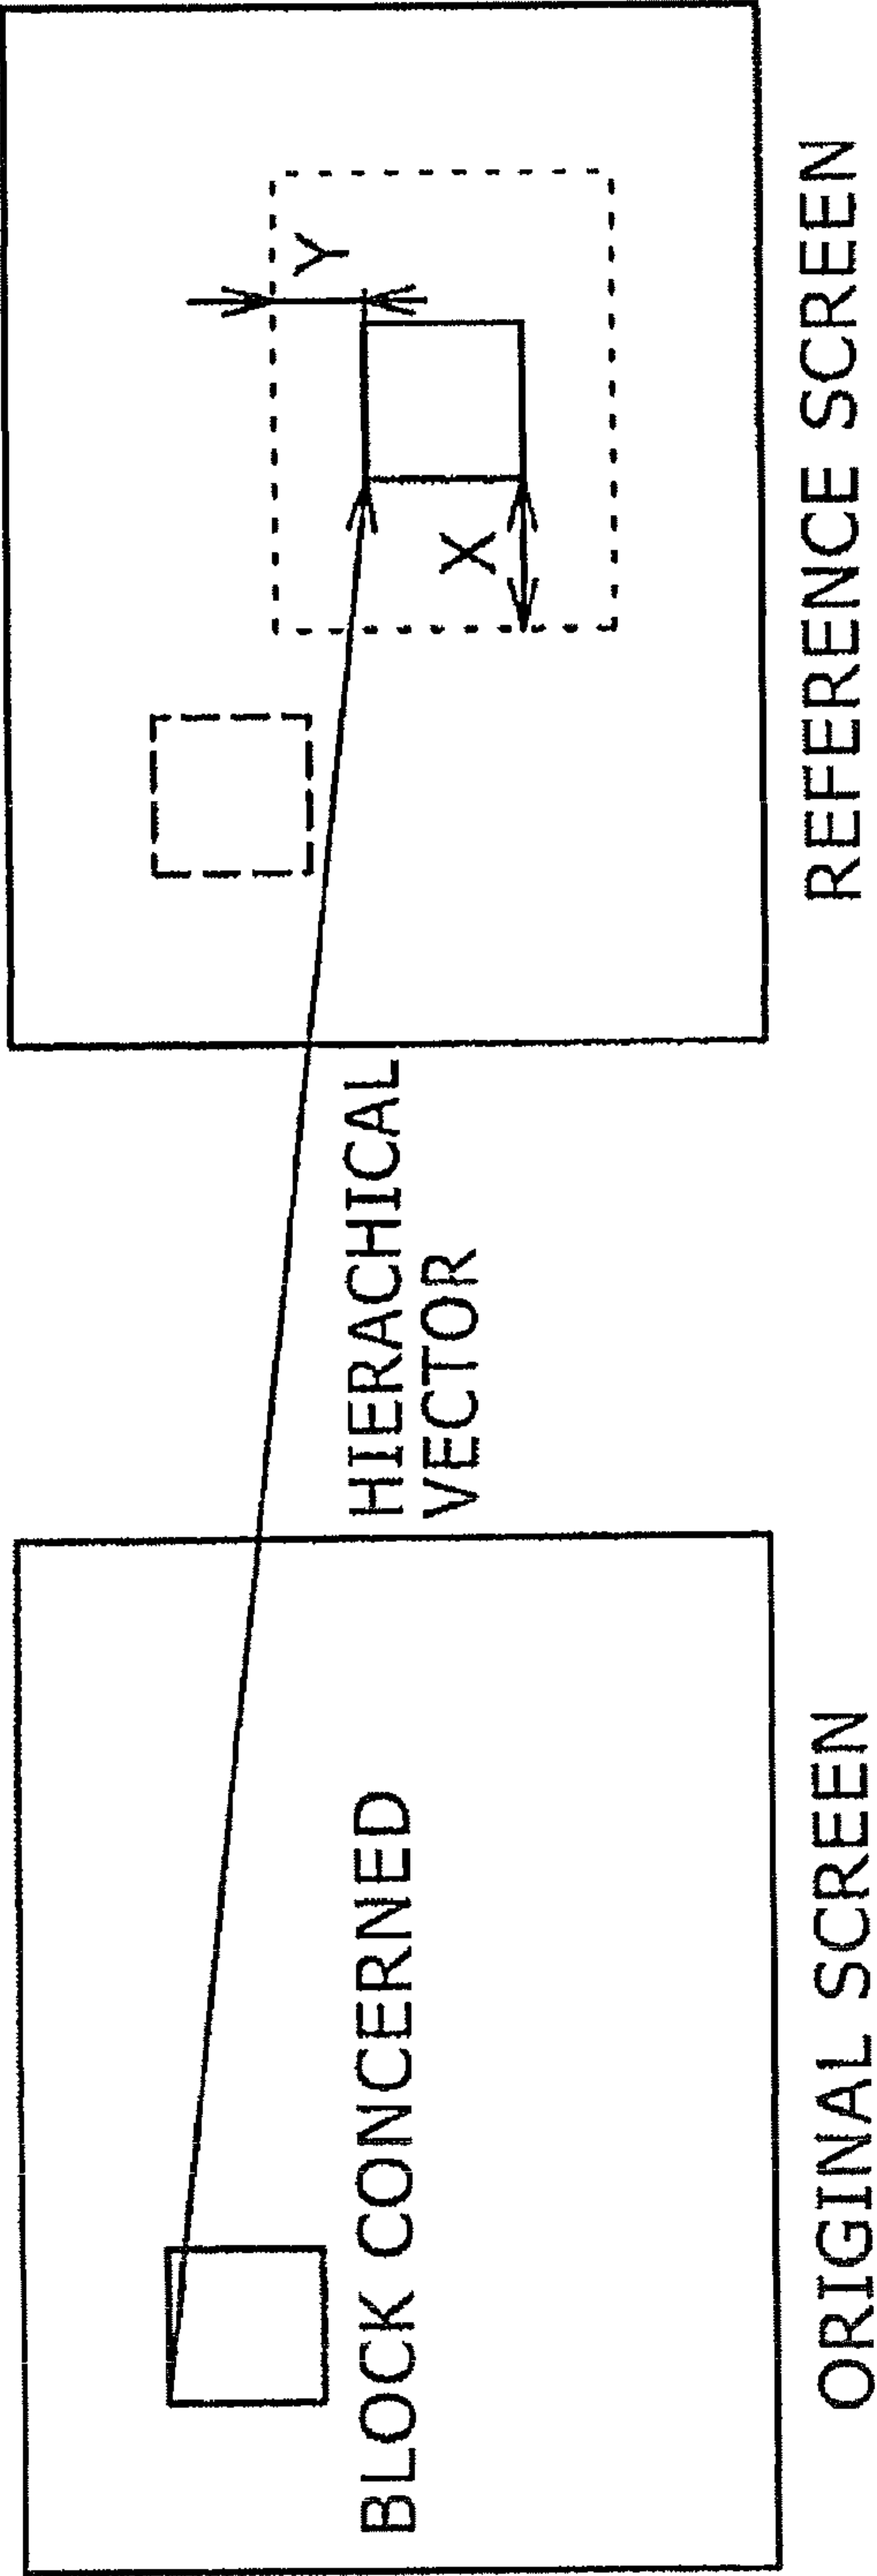 BLOCK CONCERNED
ORIGINAL SCREEN
HIERACHICAL
VECTOR
Y
X
REFERENCE SCREEN